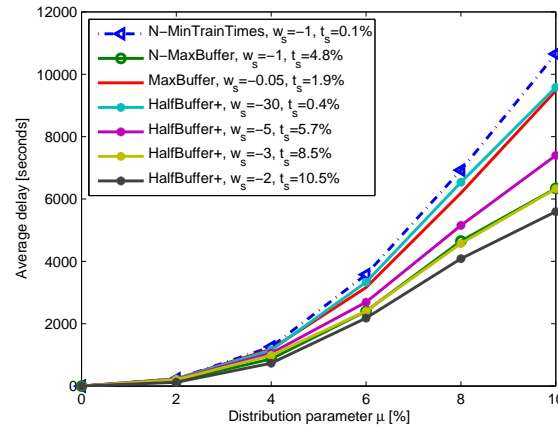 12000
10000
8000
6000
4000
2000
0
0 2 4 6 8 10
Average delay [seconds]
Distribution parameter μ [%]
N−MinTrainTimes, w_s=−1, t_s=0.1%
N−MaxBuffer, w_s=−1, t_s=4.8%
MaxBuffer, w_s=−0.05, t_s=1.9%
HalfBuffer+, w_s=−30, t_s=0.4%
HalfBuffer+, w_s=−5, t_s=5.7%
HalfBuffer+, w_s=−3, t_s=8.5%
HalfBuffer+, w_s=−2, t_s=10.5%